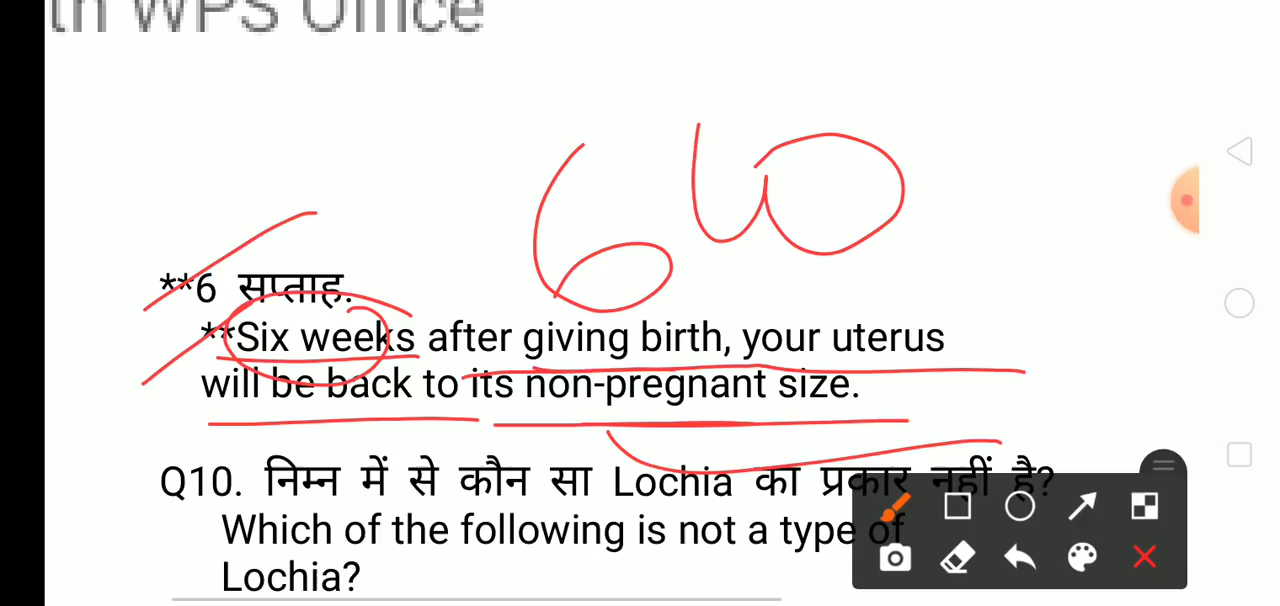 th WPS Office
6 W
**6 सप्ताह.
**Six weeks after giving birth, your uterus
will be back to its non-pregnant size.
Q10. निम्न में से कौन सा Lochia का प्रकार नहीं है?
Which of the following is not a type of
Lochia?